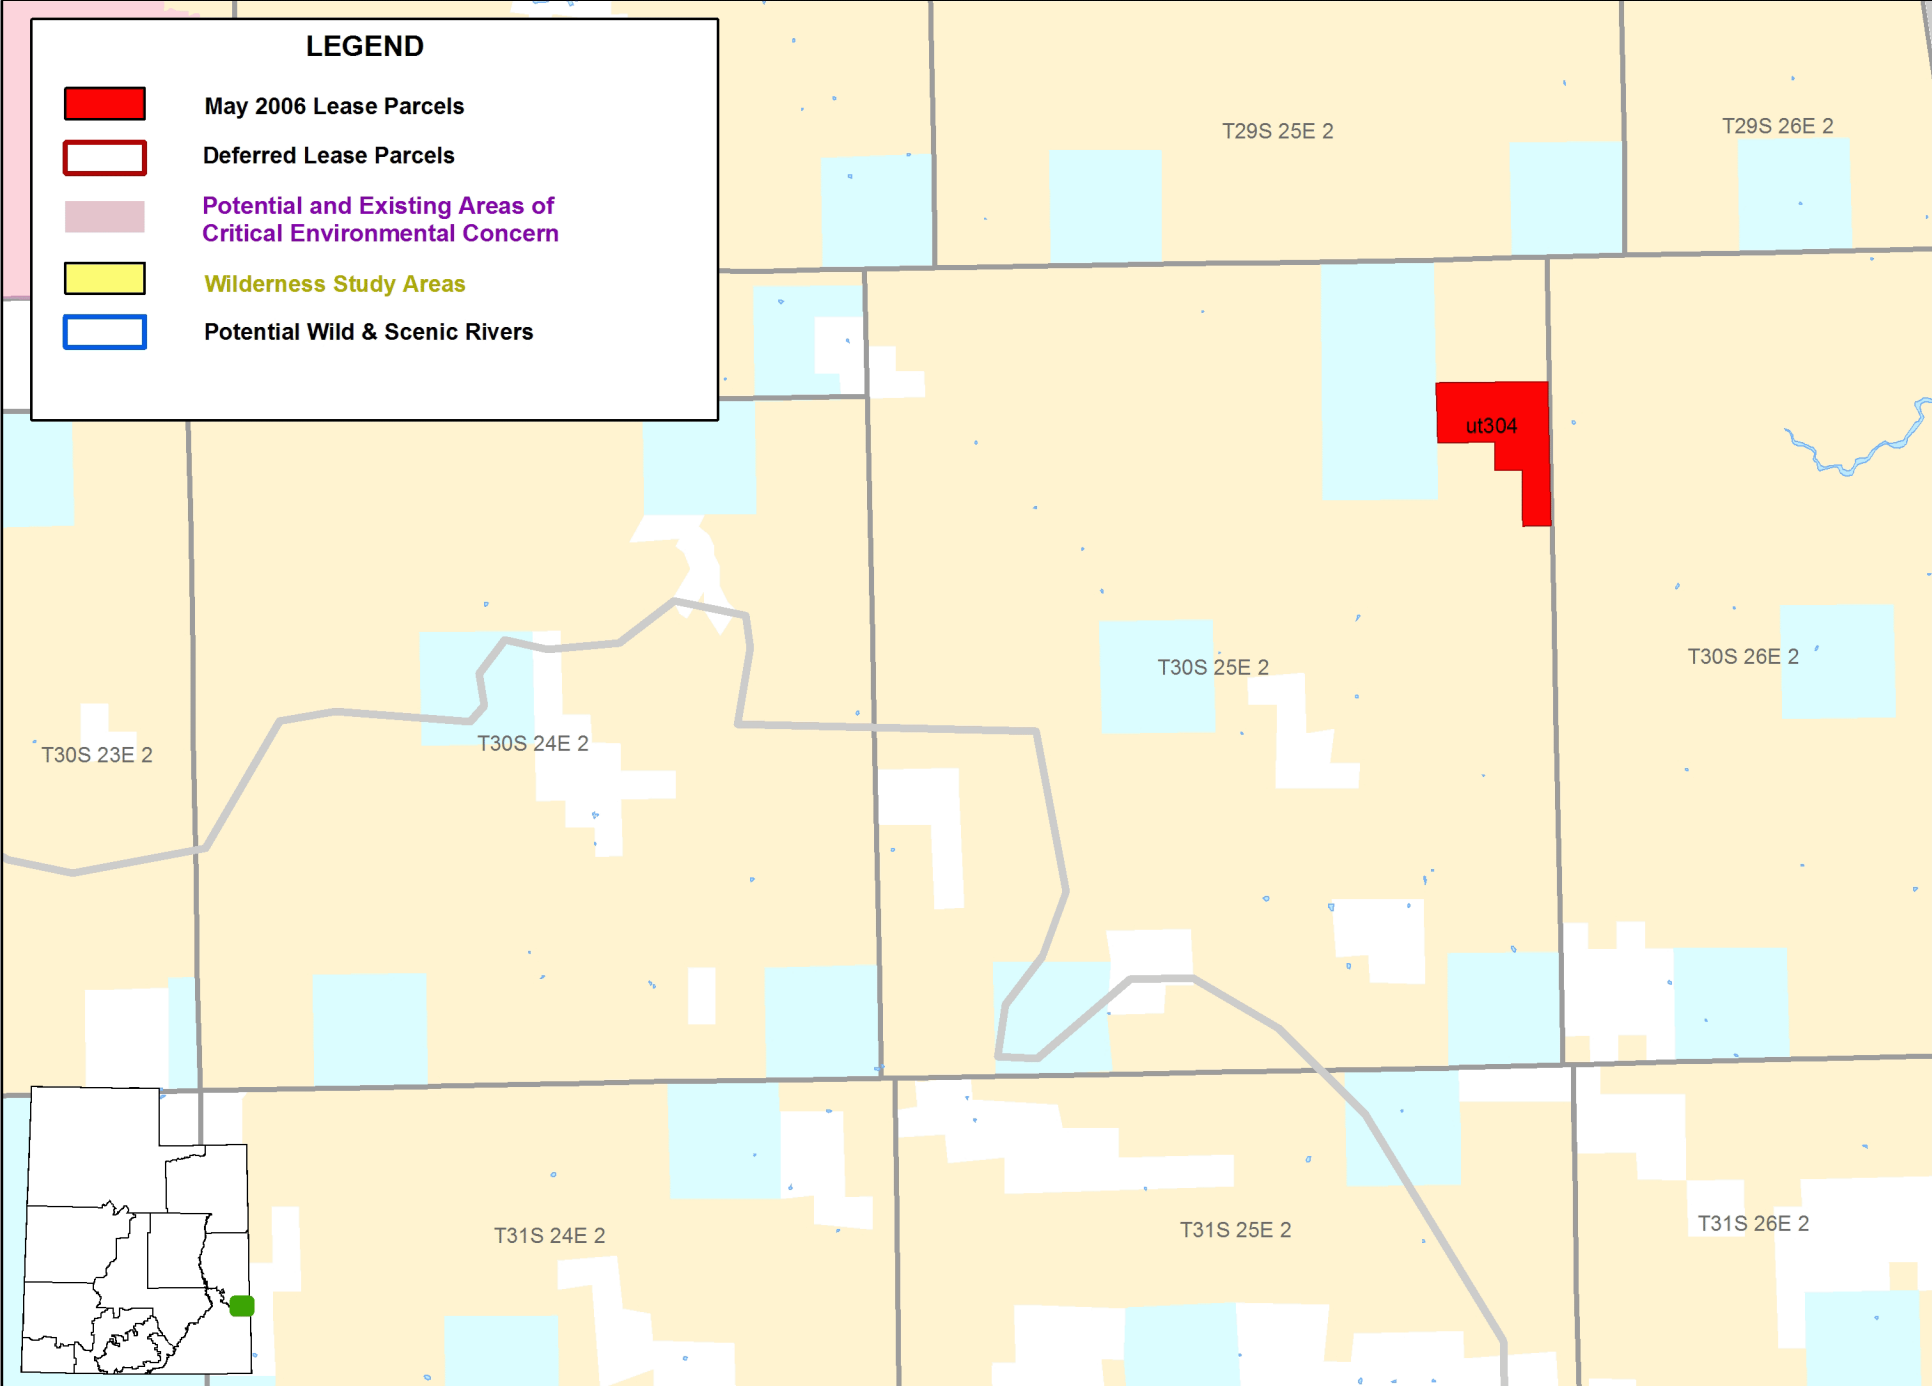 LEGEND
May 2006 Lease Parcels
Deferred Lease Parcels
Potential and Existing Areas of
Critical Environmental Concern
Wilderness Study Areas
Potential Wild & Scenic Rivers
T29S 25E 2
T29S 26E 2
ut304
T30S 23E 2
T30S 24E 2
T30S 25E 2
T30S 26E 2
T31S 24E 2
T31S 25E 2
T31S 26E 2